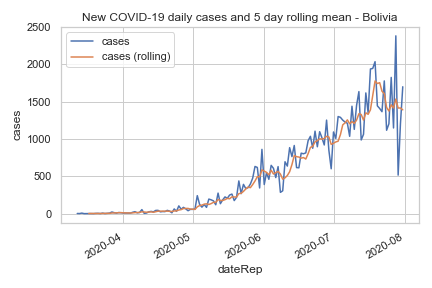 New COVID-19 daily cases and 5 day rolling mean - Bolivia
cases
cases (rolling)
2500
2000
1500
1000
500
0
cases
2020-04
2020-05
2020-06
2020-07
2020-08
dateRep